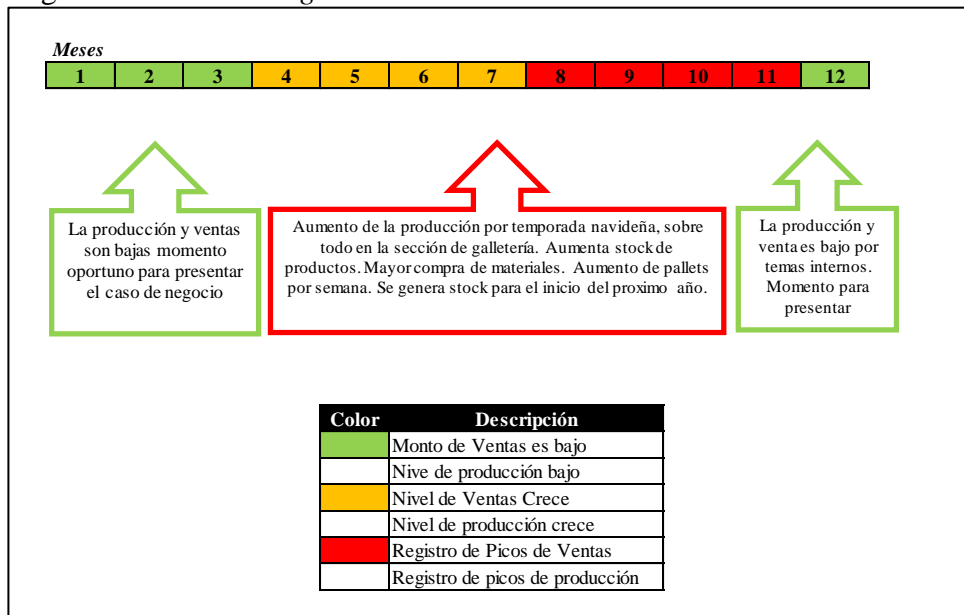 Meses
1 2 3 4 5 6 7 8 9 10 11 12
La producción y ventas
son bajas momento
oportuno para presentar
el caso de negocio
Aumento de la producción por temporada navideña, sobre
todo en la sección de galletería. Aumenta stock de
productos. Mayor compra de materiales. Aumento de pallets
por semana. Se genera stock para el inicio del proximo año.
La producción y
venta es bajo por
temas internos.
Momento para
presentar
Color Descripción
Monto de Ventas es bajo
Nive de producción bajo
Nivel de Ventas Crece
Nivel de producción crece
Registro de Picos de Ventas
Registro de picos de producción